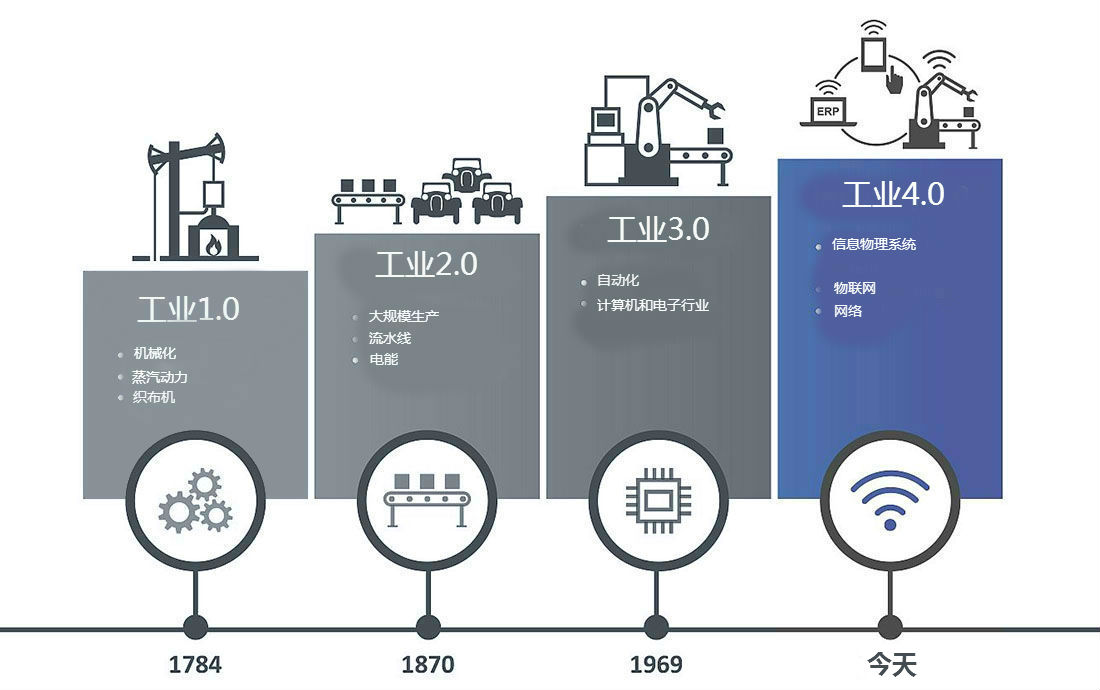 ERP
工业1.0
机械化
蒸汽动力
织布机
工业2.0
大规模生产
流水线
电能
工业3.0
自动化
计算机和电子行业
工业4.0
信息物理系统
物联网
网络
1784
1870
1969
今天